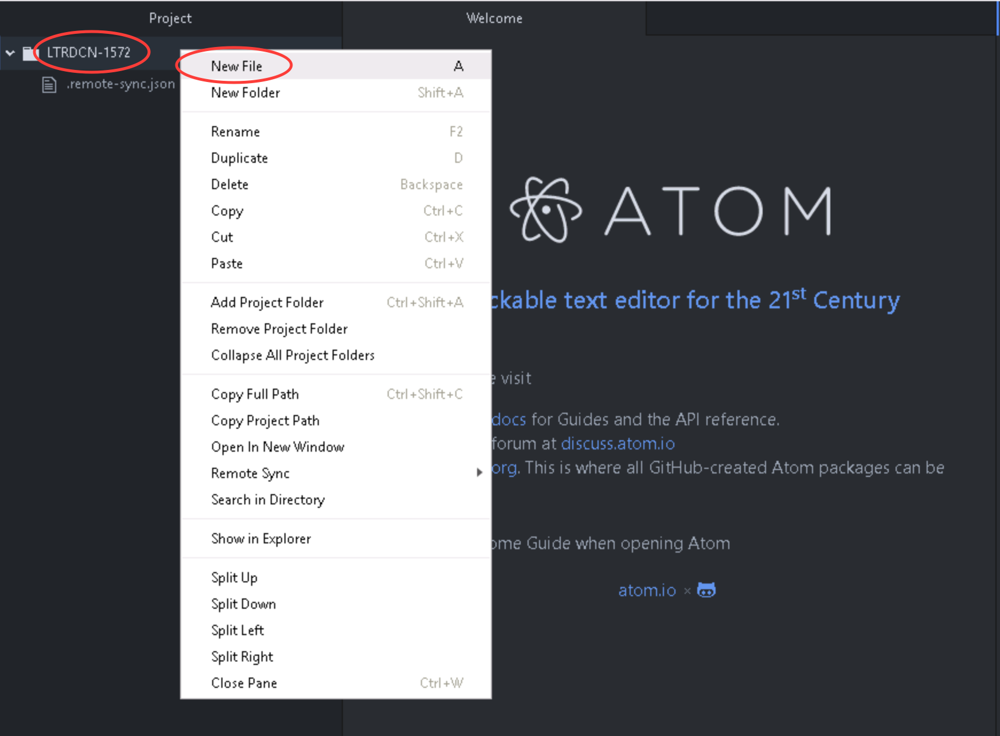 Project
Welcome
LTRDCN-1572
.remote-sync.json
New File A
New Folder Shift+A
Rename F2
Duplicate D
Delete Backspace
Copy Ctrl+C
Cut Ctrl+X
Paste Ctrl+V
Add Project Folder Ctrl+Shift+A
Remove Project Folder
Collapse All Project Folders
Copy Full Path Ctrl+Shift+C
Copy Project Path
Open In New Window
Remote Sync
Search in Directory
Show in Explorer
Split Up
Split Down
Split Left
Split Right
Close Pane Ctrl+W
ATOM
ckable text editor for the 21st Century
e visit
docs for Guides and the API reference.
forum at discuss.atom.io
org. This is where all GitHub-created Atom packages can be
ome Guide when opening Atom
atom.io ×